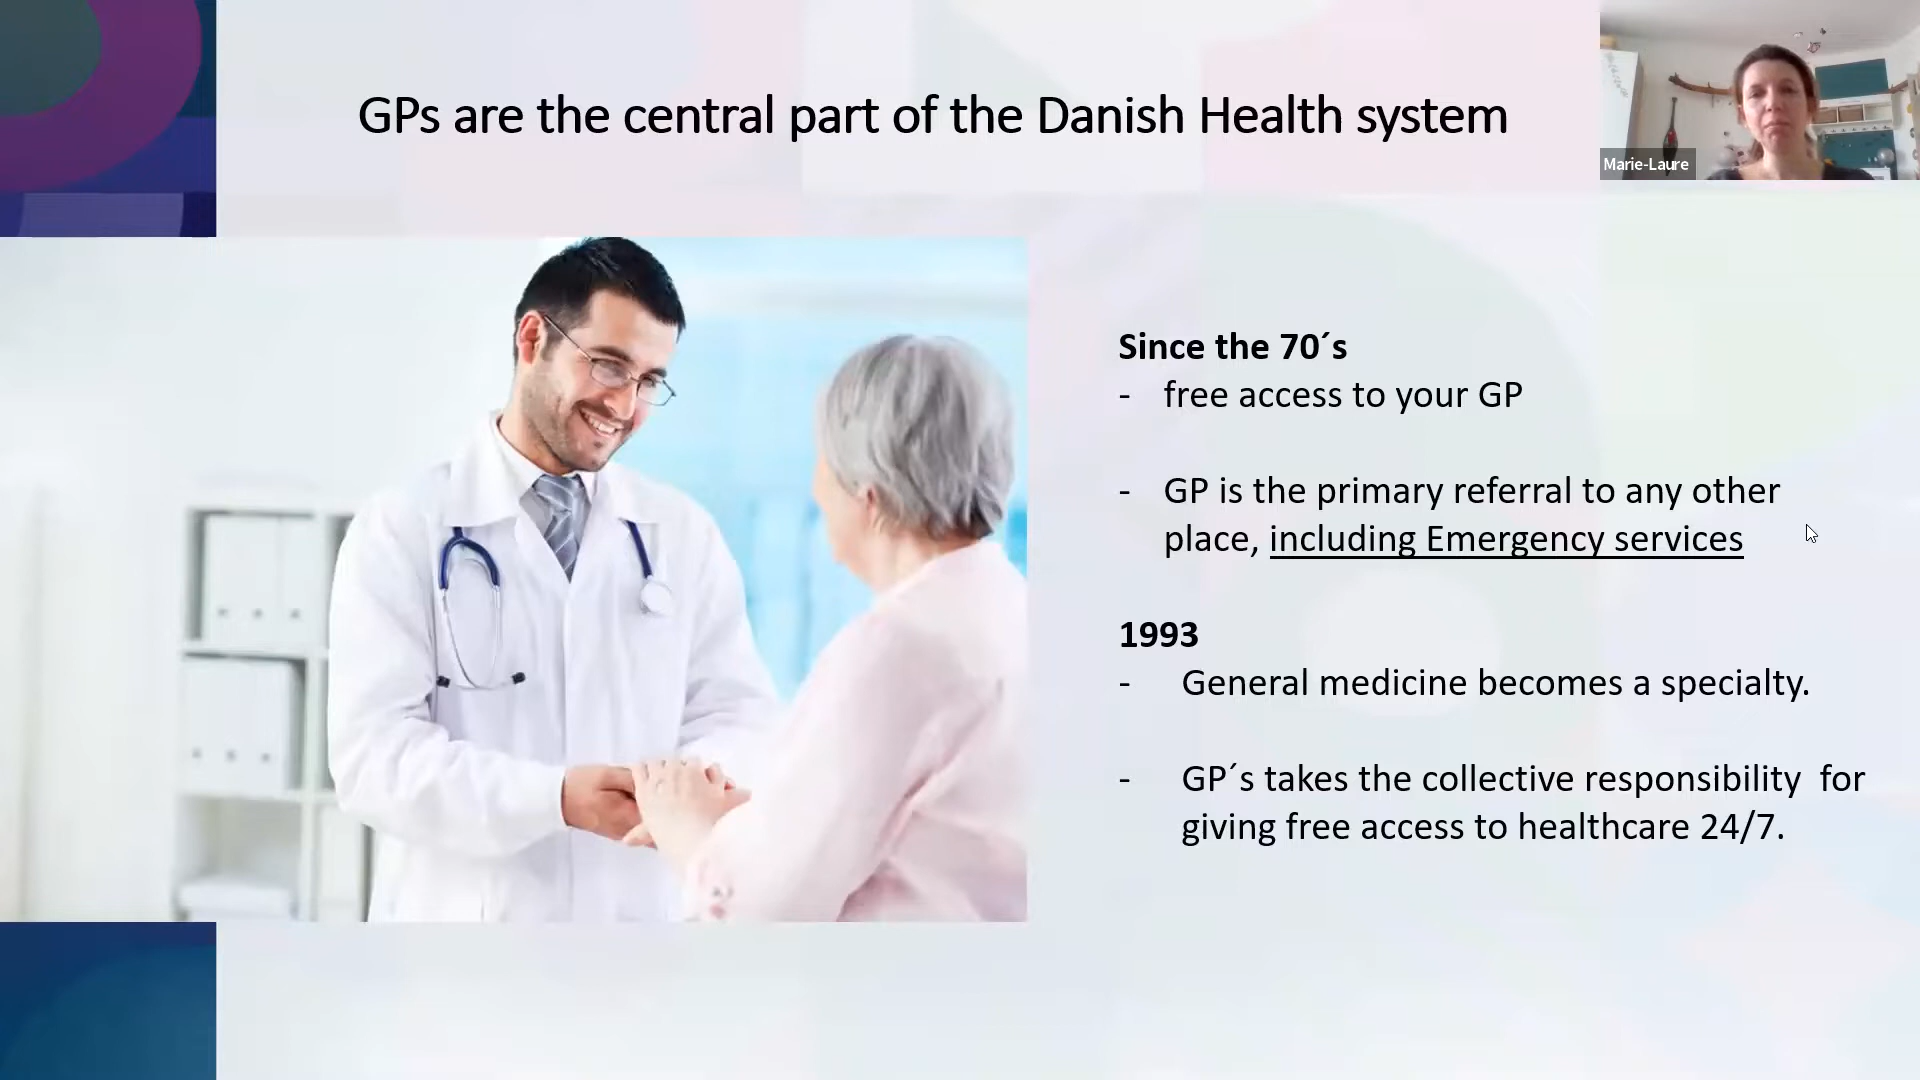 GPs are the central part of the Danish Health system
Marie-Laure
Since the 70´s
- free access to your GP
- GP is the primary referral to any other
place, including Emergency services
1993
- General medicine becomes a specialty.
- GP´s takes the collective responsibility  for
giving free access to healthcare 24/7.